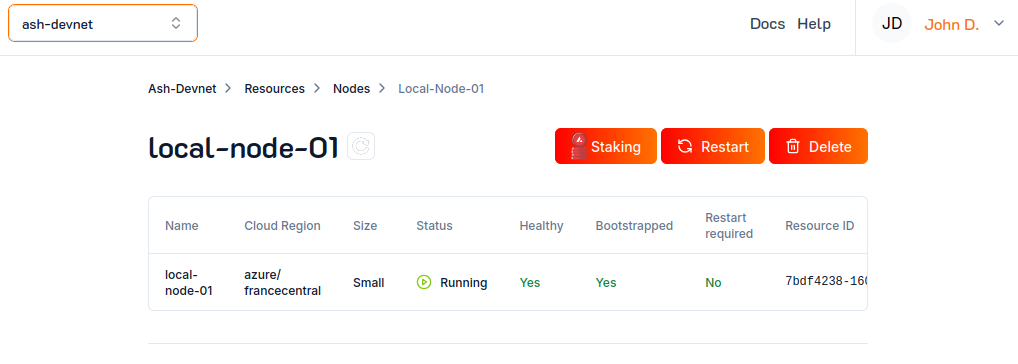 ash-devnet
Docs Help
JD John D.
Ash-Devnet Resources Nodes Local-Node-01
local-node-01
Staking Restart Delete
Name Cloud Region Size Status Healthy Bootstrapped Restart required Resource ID
local-node-01 azure/francecentral Small Running Yes Yes No 7bdf4238-16